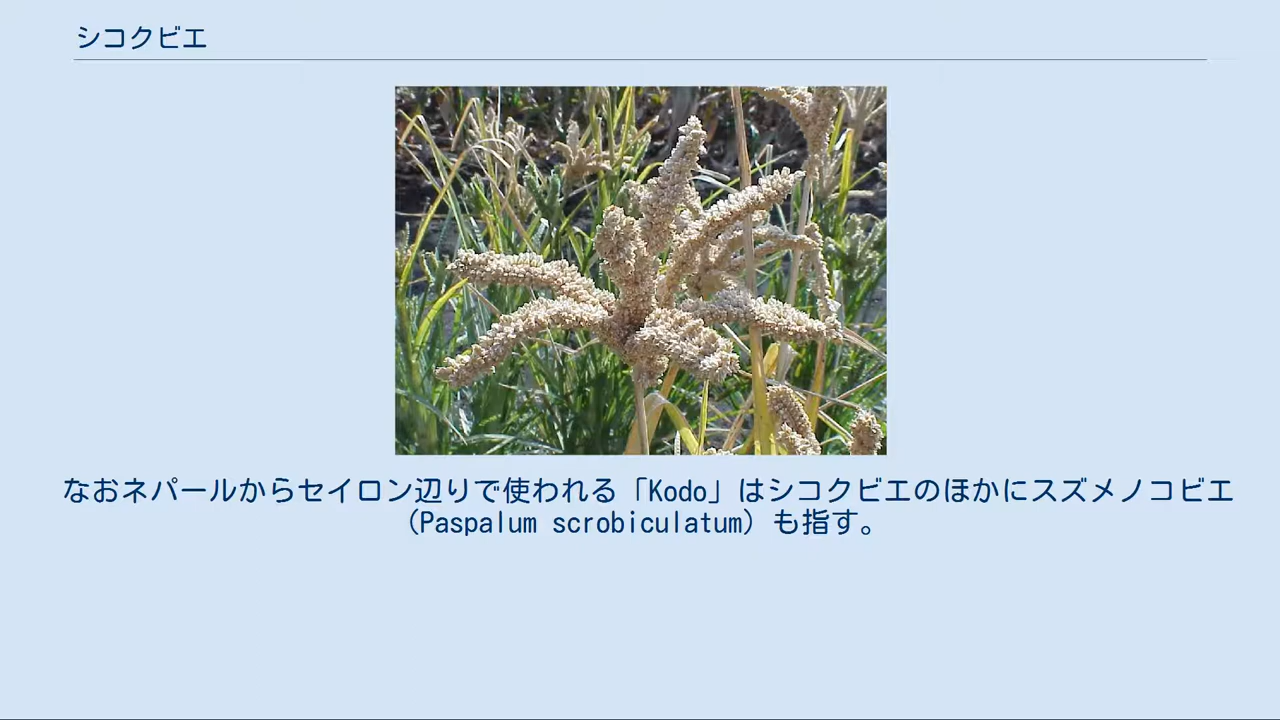 シコクビエ
なおネパールからセイロン辺りで使われる「Kodo」はシコクビエのほかにスズメノコビエ
（Paspalum scrobiculatum）も指す。